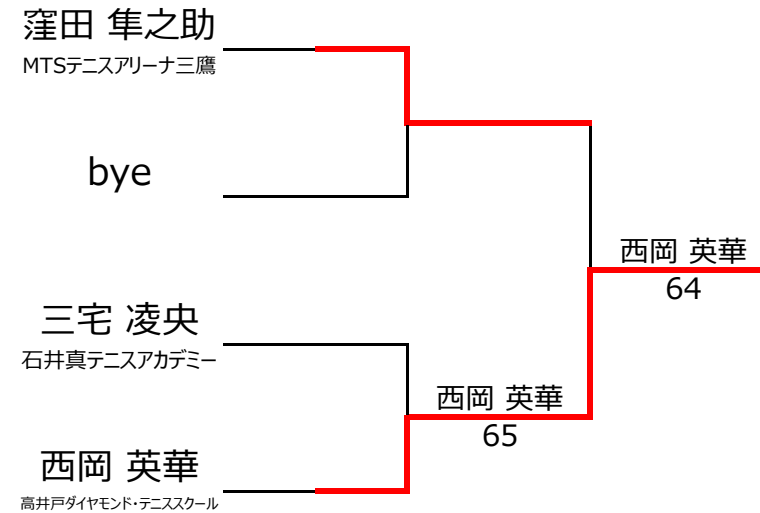 窪田 隼之助
MTSテニスアリーナ三鷹
bye
西岡 英華
64
三宅 凌央
石井真テニスアカデミー
西岡 英華
65
西岡 英華
高井戸ダイヤモンド・テニススクール